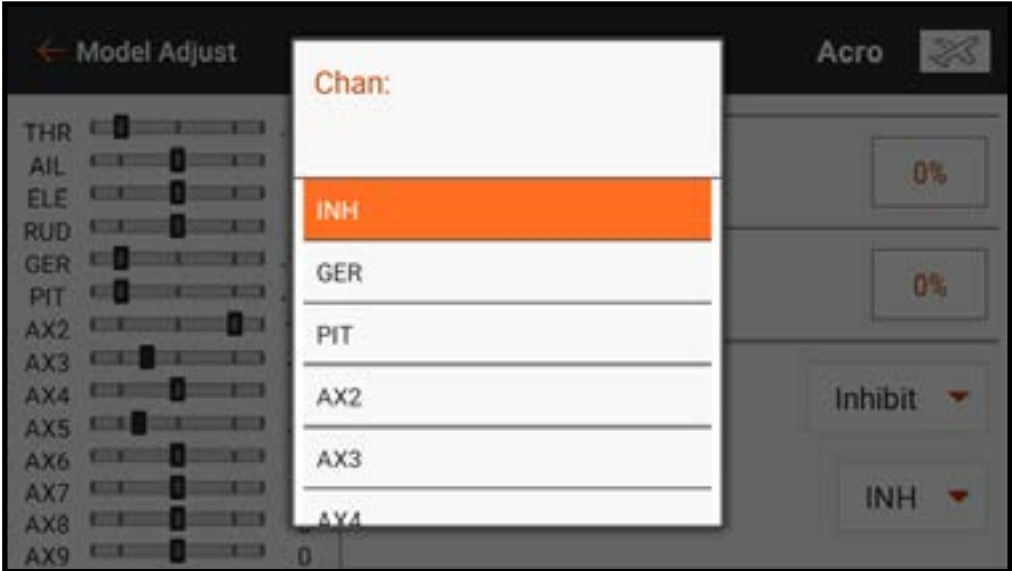 ← Model Adjust
Acro
Chan:
INH
GER
PIT
AX2
AX3
AX4
THR
AIL
ELE
RUD
GER
PIT
AX2
AX3
AX4
AX5
AX6
AX7
AX8
AX9
0
0%
0%
Inhibit
INH